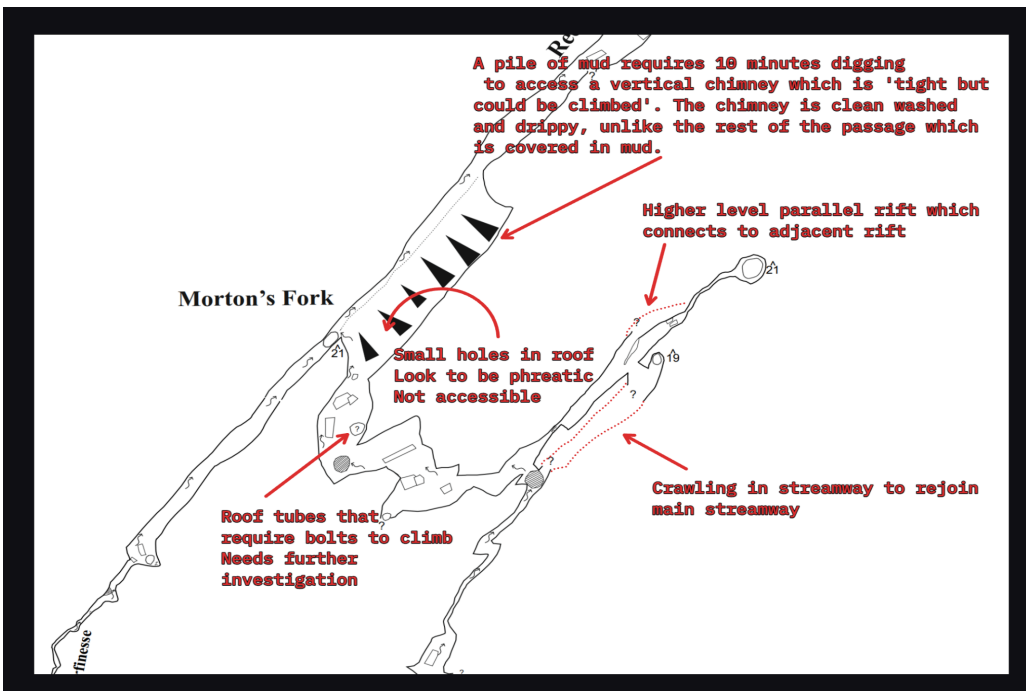 Re
?
A pile of mud requires 10 minutes digging
to access a vertical chimney which is 'tight but
could be climbed'. The chimney is clean washed
and drippy, unlike the rest of the passage which
is covered in mud.
Higher level parallel rift which
connects to adjacent rift
21
Morton's Fork
?
21
19
Small holes in roof
Look to be phreatic
Not accessible
?
?
?
Crawling in streamway to rejoin
main streamway
Roof tubes that
require bolts to climb
Needs further
investigation
?
-finesse
?